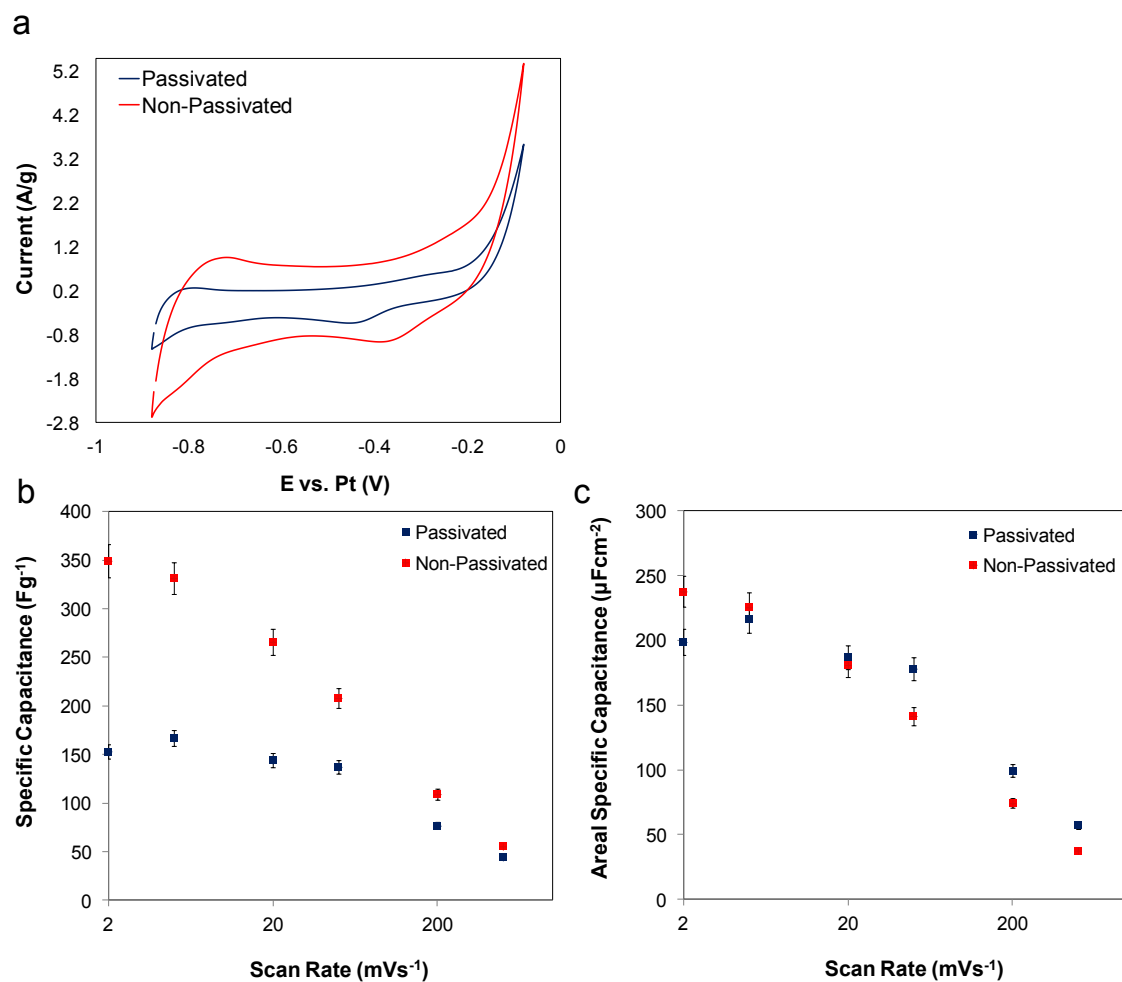 a
5.2
4.2
3.2
2.2
1.2
0.2
-0.8
-1.8
-2.8
Current (A/g)
Passivated
Non-Passivated
-1 -0.8 -0.6 -0.4 -0.2 0
E vs. Pt (V)
b
400
350
300
250
200
150
100
50
0
Specific Capacitance (Fg⁻¹)
Passivated
Non-Passivated
2 20 200
Scan Rate (mVs⁻¹)
c
300
250
200
150
100
50
0
Areal Specific Capacitance (µFcm⁻²)
Passivated
Non-Passivated
2 20 200
Scan Rate (mVs⁻¹)